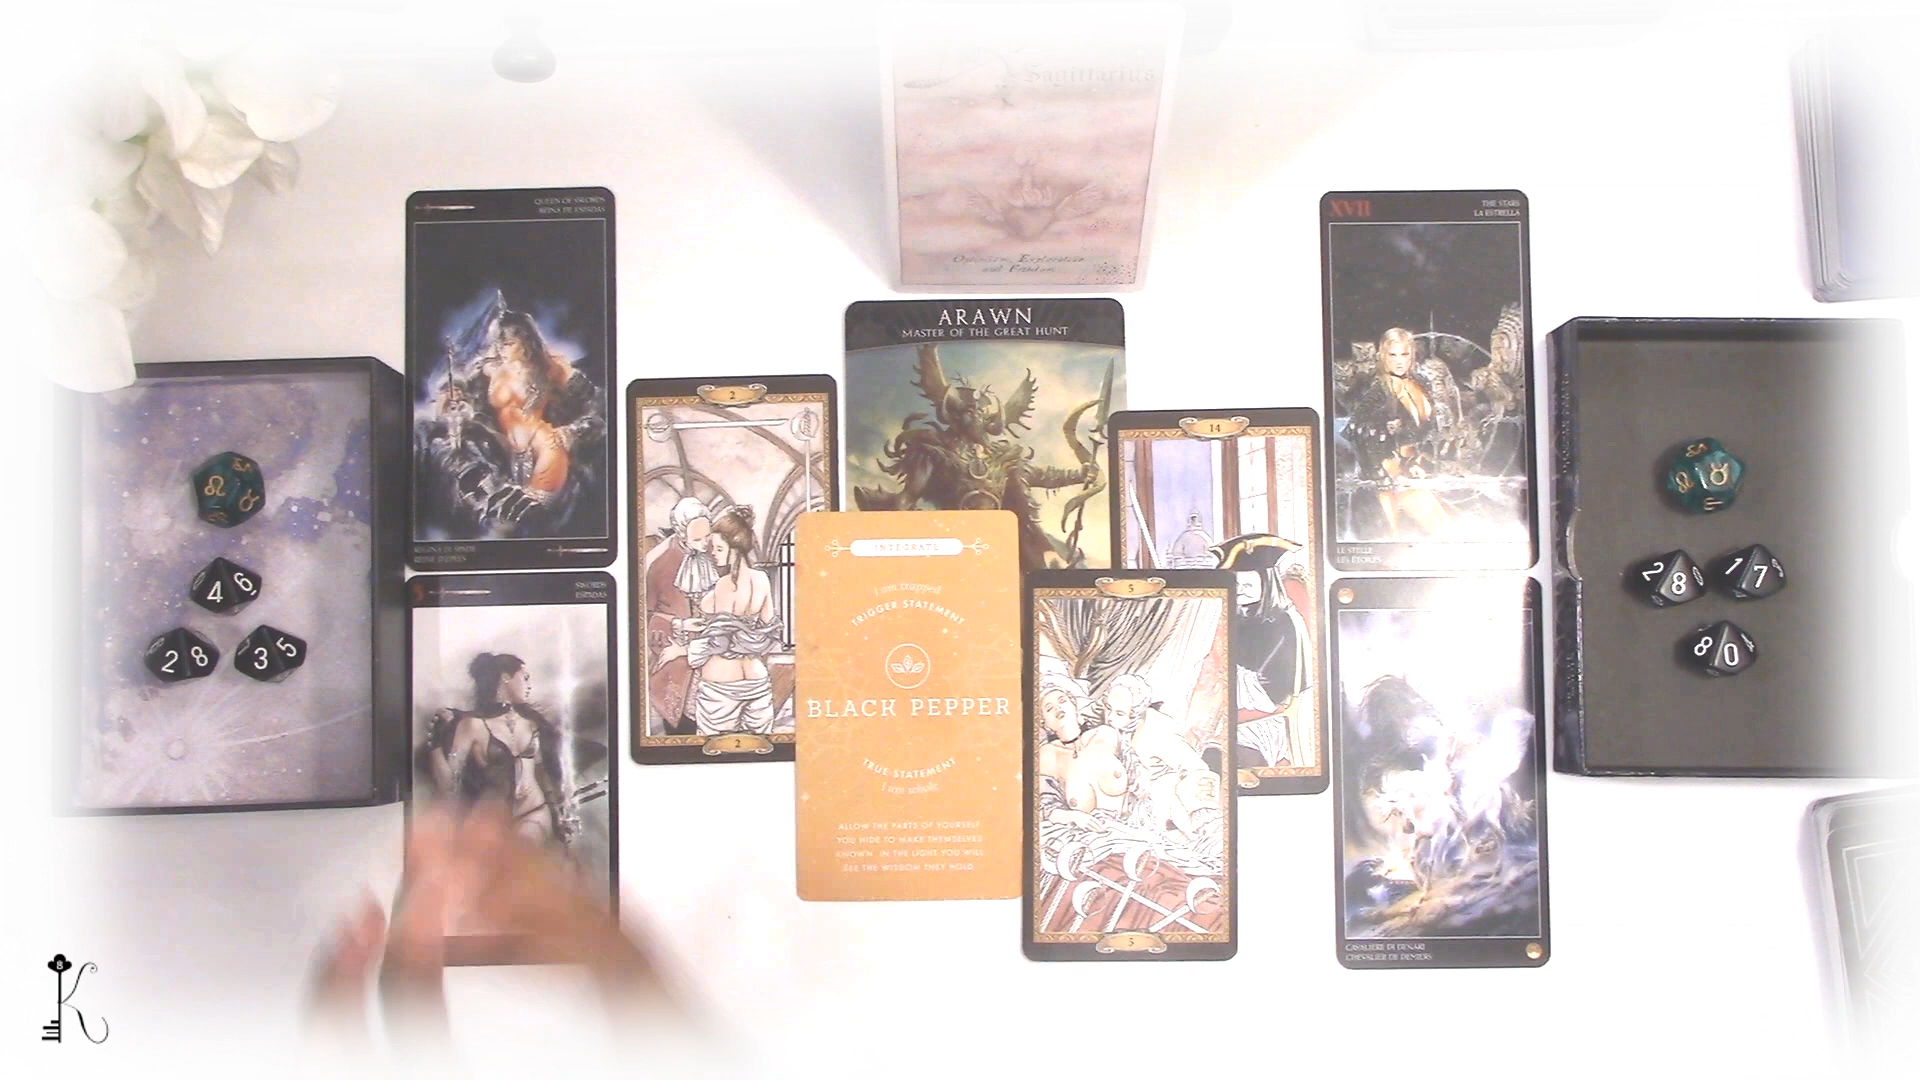 Sagittarius
Optimism, Exploration
and Freedom
QUEEN OF SWORDS
REINA DE ESPADAS
XVII
THE STARS
LA ESTRELLA
ARAWN
MASTER OF THE GREAT HUNT
2
14
INTEGRATE
I am trapped
TRIGGER STATEMENT
BLACK PEPPER
TRUE STATEMENT
I am whole
ALLOW THE PARTS OF YOURSELF
YOU HIDE TO MAKE THEMSELVES
KNOWN. IN THE LIGHT YOU WILL
SEE THE WISDOM THEY HOLD
2
5
5
REGINA DI SPADE
LE STELLE
LES ÉTOILES
SWORDS
ESPADAS
CAVALIERE DI DENARI
CHEVALIER DE DENIERS
4 6
2 8
3 5
2 8
1 7
8 0
8
K